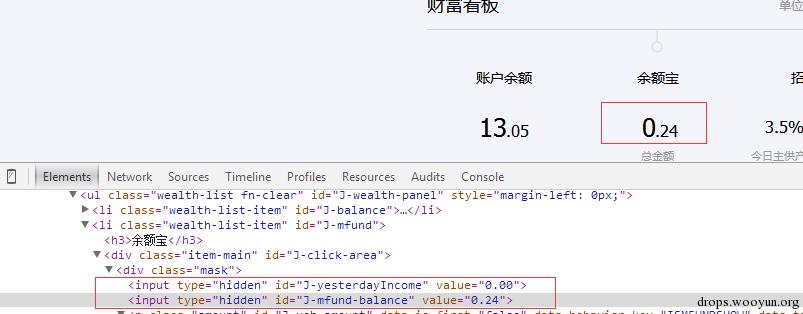 财富看板 单位
账户余额 余额宝 招
13.05 0.24 3.5%
总金额 今日主供产
Elements Network Sources Timeline Profiles Resources Audits Console
<ul class="wealth-list fn-clear" id="J-wealth-panel" style="margin-left: 0px;">
<li class="wealth-list-item" id="J-balance">…</li>
<li class="wealth-list-item" id="J-mfund">
<h3>余额宝</h3>
<div class="item-main" id="J-click-area">
<div class="mask">
<input type="hidden" id="J-yesterdayIncome" value="0.00">
<input type="hidden" id="J-mfund-balance" value="0.24">
drops.wooyun.org